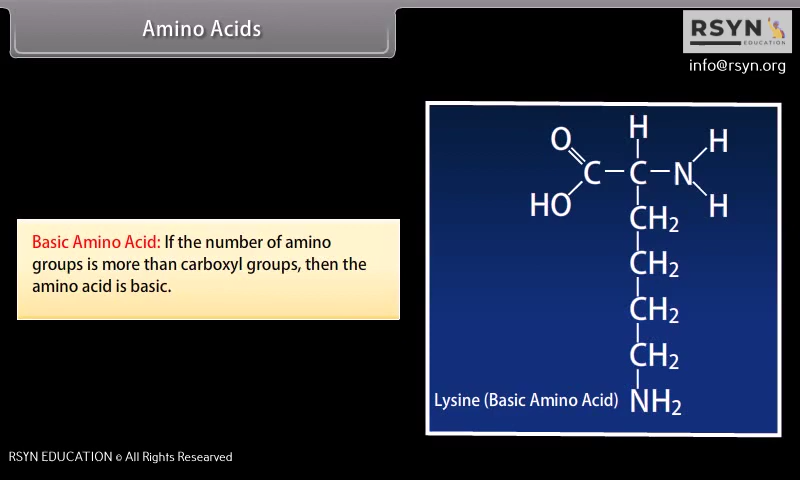 Amino Acids
RSYN
EDUCATION
info@rsyn.org
Basic Amino Acid: If the number of amino
groups is more than carboxyl groups, then the
amino acid is basic.
H
O H
C C N
HO H
CH2
CH2
CH2
CH2
Lysine (Basic Amino Acid) NH2
RSYN EDUCATION © All Rights Researved